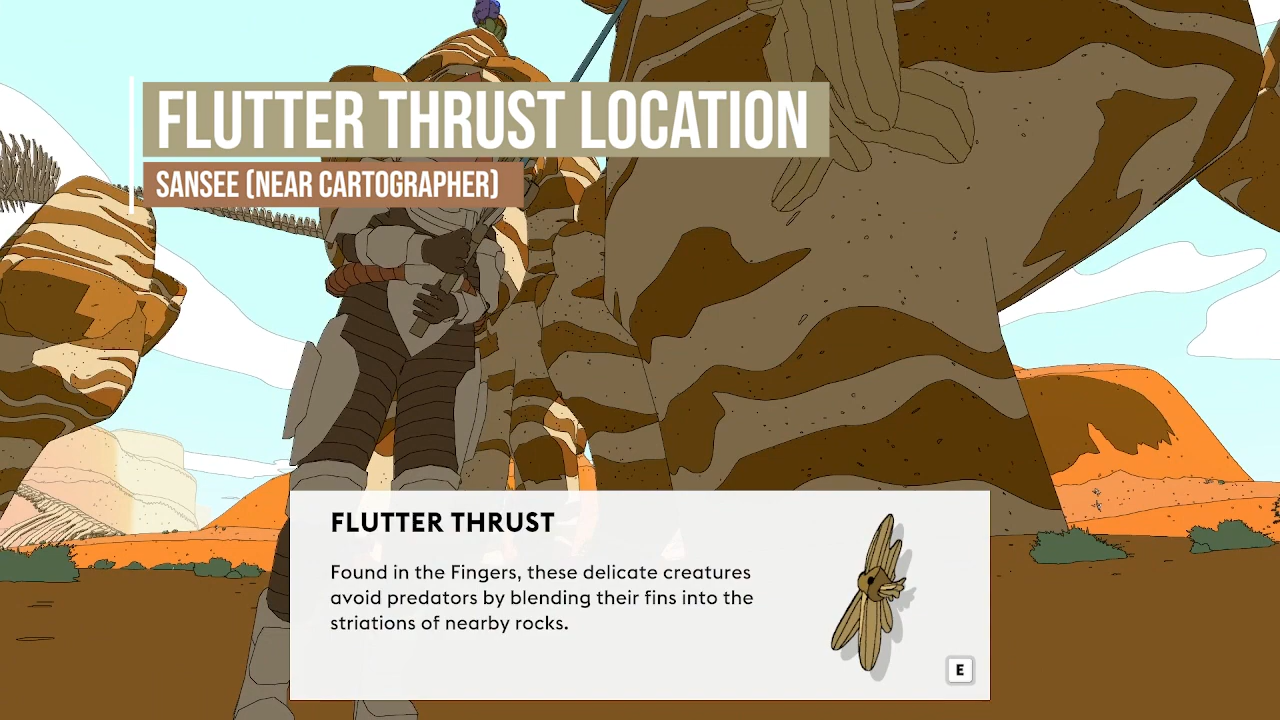 FLUTTER THRUST LOCATION
SANSEE (NEAR CARTOGRAPHER)
FLUTTER THRUST
Found in the Fingers, these delicate creatures
avoid predators by blending their fins into the
striations of nearby rocks.
E